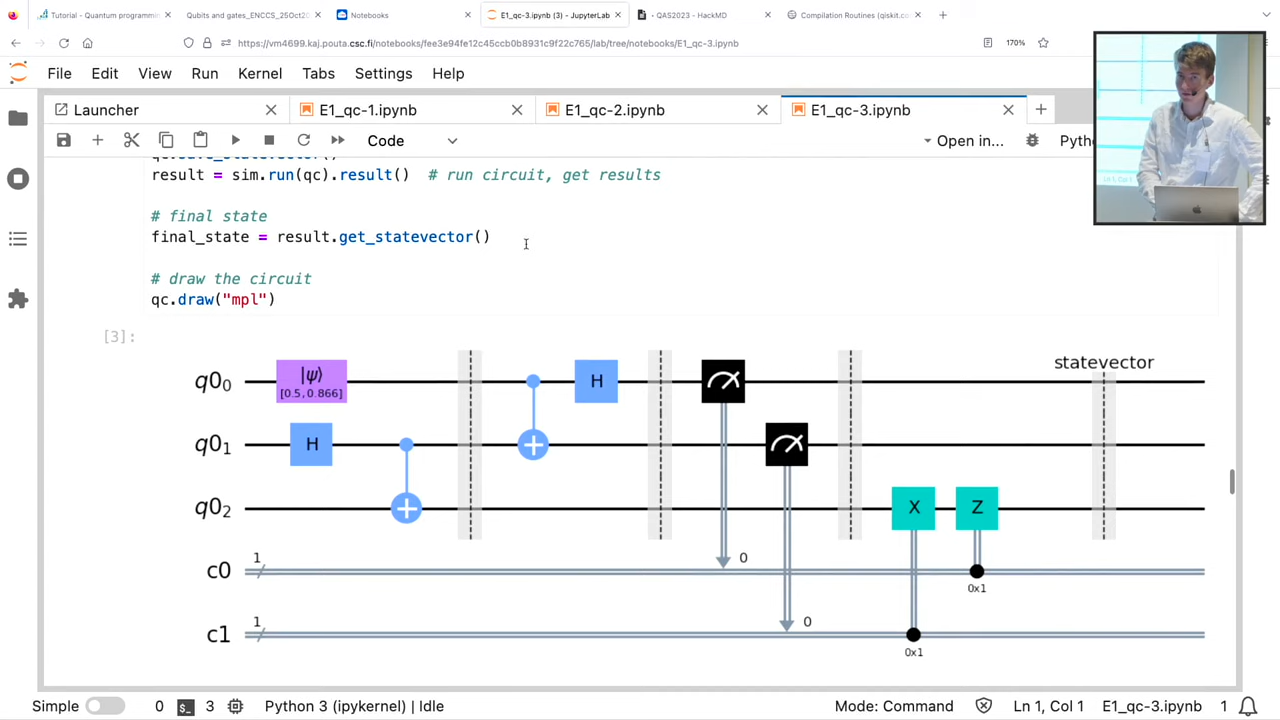 Tutorial - Quantum programmin
Qubits and gates_ENCCS_25Oct20
Notebooks
E1_qc-3.ipynb (3) - JupyterLab
• QAS2023 - HackMD
Compilation Routines (qiskit.co
https://vm4699.kaj.pouta.csc.fi/notebooks/fee3e94fe12c45ccb0b8931c9f22c765/lab/tree/notebooks/E1_qc-3.ipynb
170%
File Edit View Run Kernel Tabs Settings Help
Launcher
E1_qc-1.ipynb
E1_qc-2.ipynb
E1_qc-3.ipynb
Code
Open in...
Pytho
result = sim.run(qc).result() # run circuit, get results
# final state
final_state = result.get_statevector()
# draw the circuit
qc.draw("mpl")
[3]:
statevector
q0₀ |ψ⟩ H
[0.5, 0.866]
q0₁ H
q0₂ X Z
1 0
c0
0x1
1 0
c1
0x1
Simple 0 3 Python 3 (ipykernel) | Idle Mode: Command Ln 1, Col 1 E1_qc-3.ipynb 1